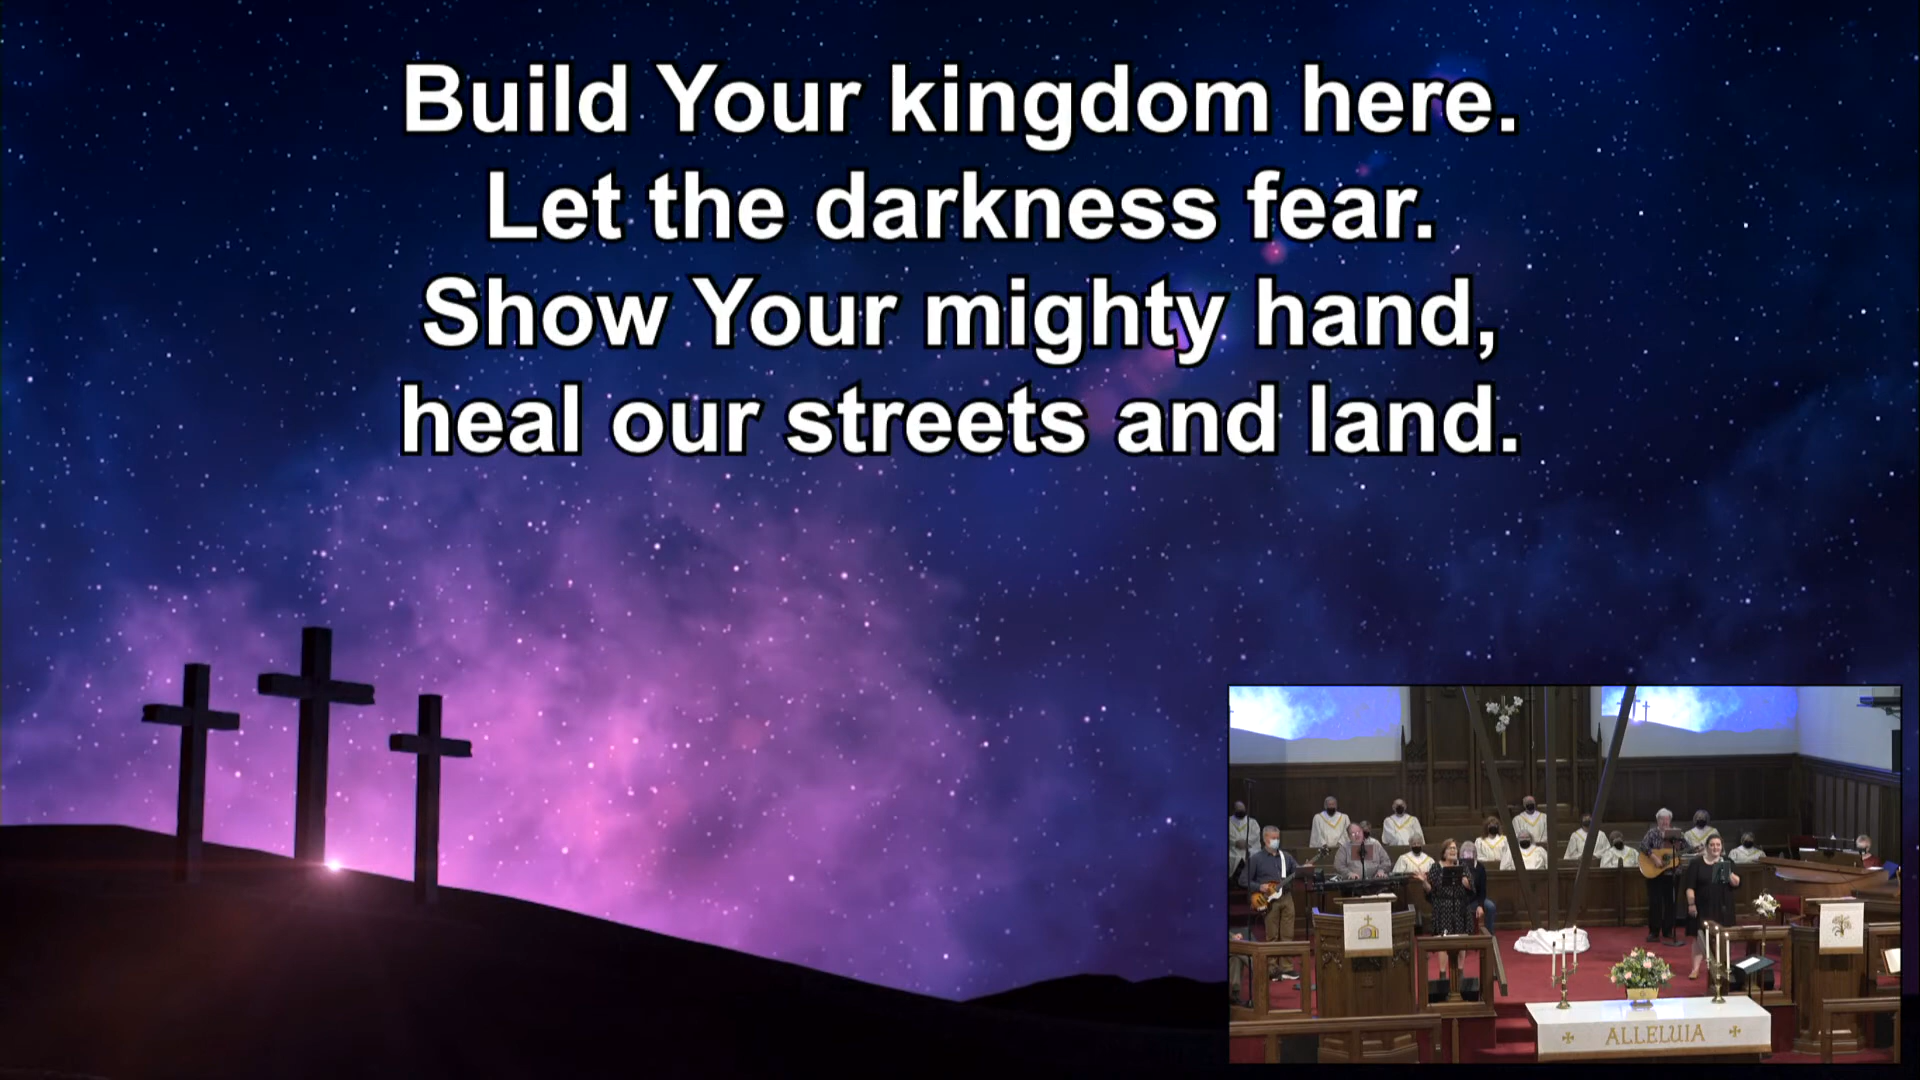 Build Your kingdom here.
Let the darkness fear.
Show Your mighty hand,
heal our streets and land.
ALLELUIA